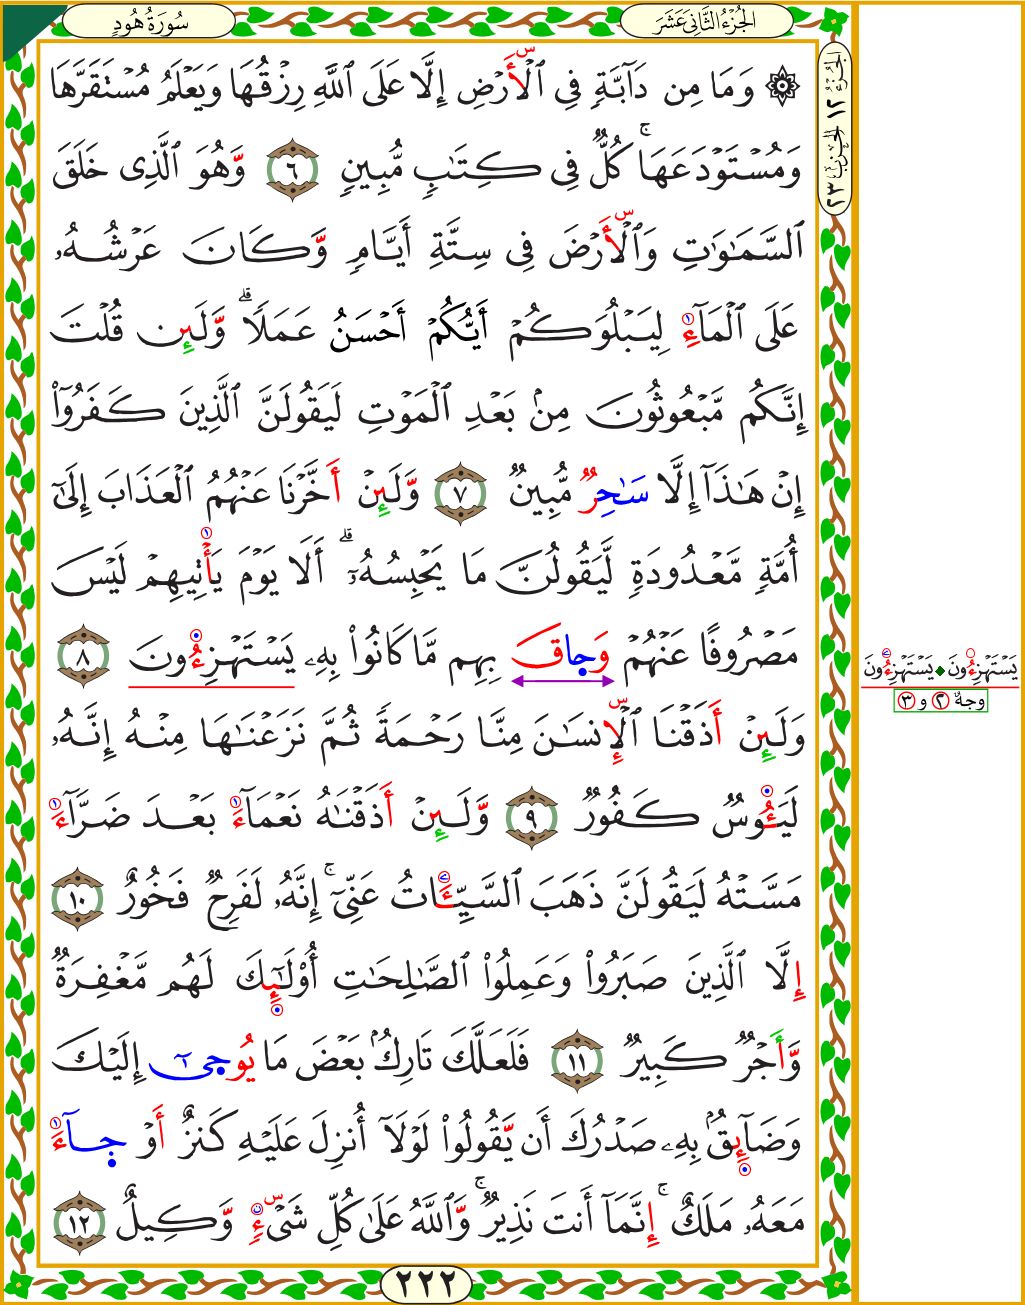 الجُزْءُ الثَّانِى عَشَرَ
سُورَةُ هُودٍ
الجُزْءُ ١٢ الحِزْبُ ٢٣
۞ وَمَا مِن دَآبَّةٍ فِى ٱلْأَرْضِ إِلَّا عَلَى ٱللَّهِ رِزْقُهَا وَيَعْلَمُ مُسْتَقَرَّهَا
وَمُسْتَوْدَعَهَا ۚ كُلٌّ فِى كِتَـٰبٍ مُّبِينٍ ٦ وَّهُوَ ٱلَّذِى خَلَقَ
ٱلسَّمَـٰوَٰتِ وَٱلْأَرْضَ فِى سِتَّةِ أَيَّامٍ وَّكَانَ عَرْشُهُۥ
عَلَى ٱلْمَآءِ لِيَبْلُوَكُمْ أَيُّكُمْ أَحْسَنُ عَمَلًا ۗ وَّلَئِن قُلْتَ
إِنَّكُم مَّبْعُوثُونَ مِنۢ بَعْدِ ٱلْمَوْتِ لَيَقُولَنَّ ٱلَّذِينَ كَفَرُوٓا۟
إِنْ هَـٰذَآ إِلَّا سَـٰحِرٌ مُّبِينٌ ٧ وَّلَئِنْ أَخَّرْنَا عَنْهُمُ ٱلْعَذَابَ إِلَىٰٓ
أُمَّةٍ مَّعْدُودَةٍ لَّيَقُولُنَّ مَا يَحْبِسُهُۥٓ ۗ أَلَا يَوْمَ يَأْتِيهِمْ لَيْسَ
مَصْرُوفًا عَنْهُمْ وَحَاقَ بِهِم مَّا كَانُوا۟ بِهِۦ يَسْتَهْزِءُونَ ٨
يَسْتَهْزِءُونَ ◆ يَسْتَهْزِءُونَ
وجهُ ٢ و ٣
وَلَئِنْ أَذَقْنَا ٱلْإِنسَـٰنَ مِنَّا رَحْمَةً ثُمَّ نَزَعْنَـٰهَا مِنْهُ إِنَّهُۥ
لَيَـُٔوسٌ كَفُورٌ ٩ وَّلَئِنْ أَذَقْنَـٰهُ نَعْمَآءَ بَعْدَ ضَرَّآءَ
مَسَّتْهُ لَيَقُولَنَّ ذَهَبَ ٱلسَّيِّـَٔاتُ عَنِّىٓ ۚ إِنَّهُۥ لَفَرِحٌ فَخُورٌ ١٠
إِلَّا ٱلَّذِينَ صَبَرُوا۟ وَعَمِلُوا۟ ٱلصَّـٰلِحَـٰتِ أُو۟لَـٰٓئِكَ لَهُم مَّغْفِرَةٌ
وَّأَجْرٌ كَبِيرٌ ١١ فَلَعَلَّكَ تَارِكٌۢ بَعْضَ مَا يُوحَىٰٓ إِلَيْكَ
وَضَآئِقٌۢ بِهِۦ صَدْرُكَ أَن يَّقُولُوا۟ لَوْلَآ أُنزِلَ عَلَيْهِ كَنزٌ أَوْ جَآءَ
مَعَهُۥ مَلَكٌ ۚ إِنَّمَآ أَنتَ نَذِيرٌ ۚ وَّٱللَّهُ عَلَىٰ كُلِّ شَىْءٍ وَّكِيلٌ ١٢
٢٢٢